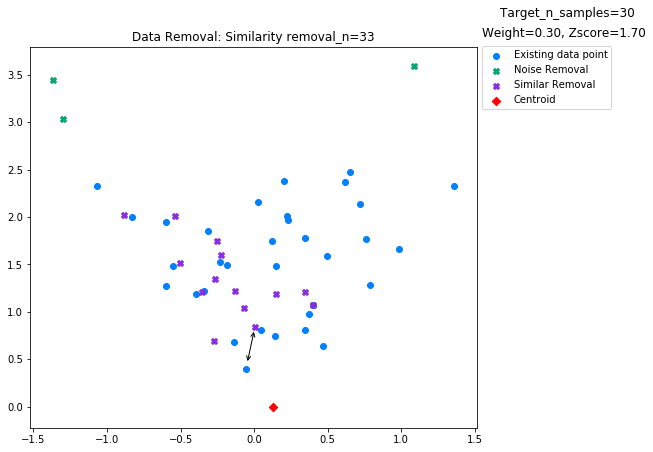 Target_n_samples=30
Weight=0.30, Zscore=1.70
Data Removal: Similarity removal_n=33
Existing data point
Noise Removal
Similar Removal
Centroid
3.5
3.0
2.5
2.0
1.5
1.0
0.5
0.0
−1.5 −1.0 −0.5 0.0 0.5 1.0 1.5